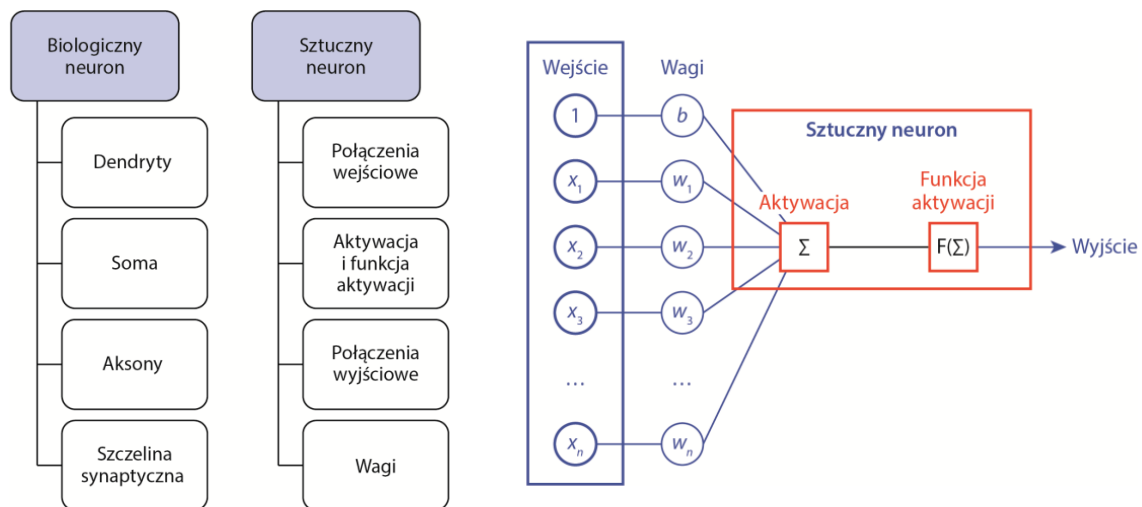 Biologiczny
neuron
Dendryty
Soma
Aksony
Szczelina
synaptyczna
Sztuczny
neuron
Połączenia
wejściowe
Aktywacja
i funkcja
aktywacji
Połączenia
wyjściowe
Wagi
Wejście
Wagi
1
b
x₁
w₁
x₂
w₂
x₃
w₃
...
...
xₙ
wₙ
Sztuczny neuron
Aktywacja
Σ
Funkcja
aktywacji
F(Σ)
Wyjście